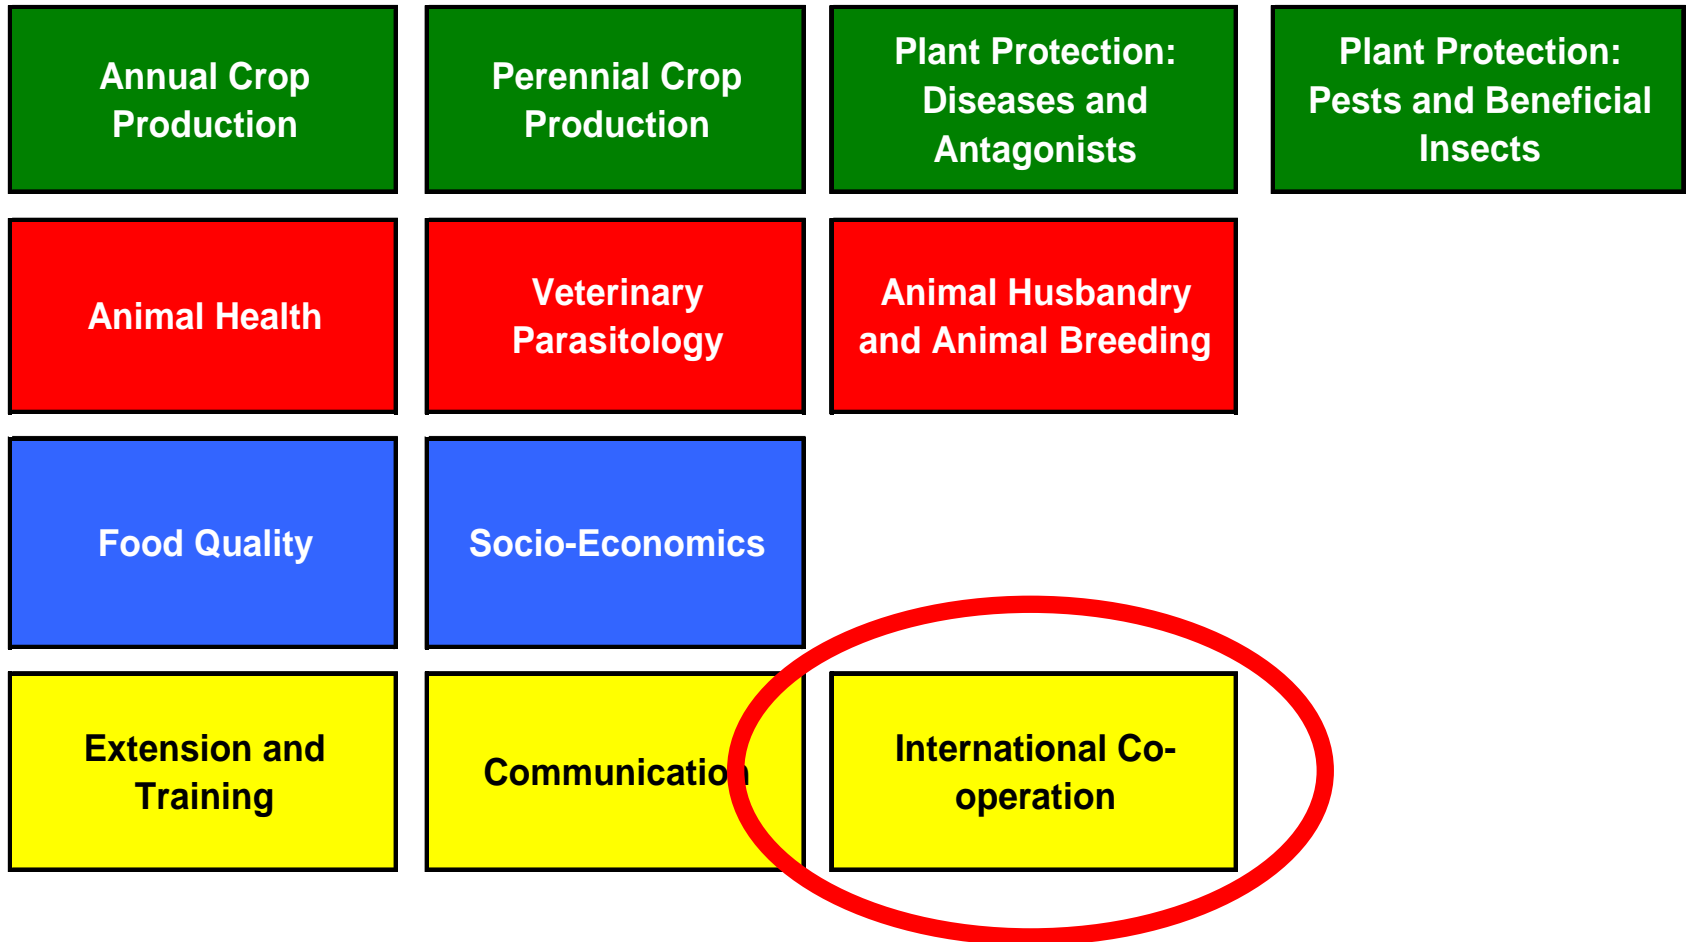 Annual Crop
Production
Perennial Crop
Production
Plant Protection:
Diseases and
Antagonists
Plant Protection:
Pests and Beneficial
Insects
Animal Health
Veterinary
Parasitology
Animal Husbandry
and Animal Breeding
Food Quality
Socio-Economics
Extension and
Training
Communication
International Co-
operation